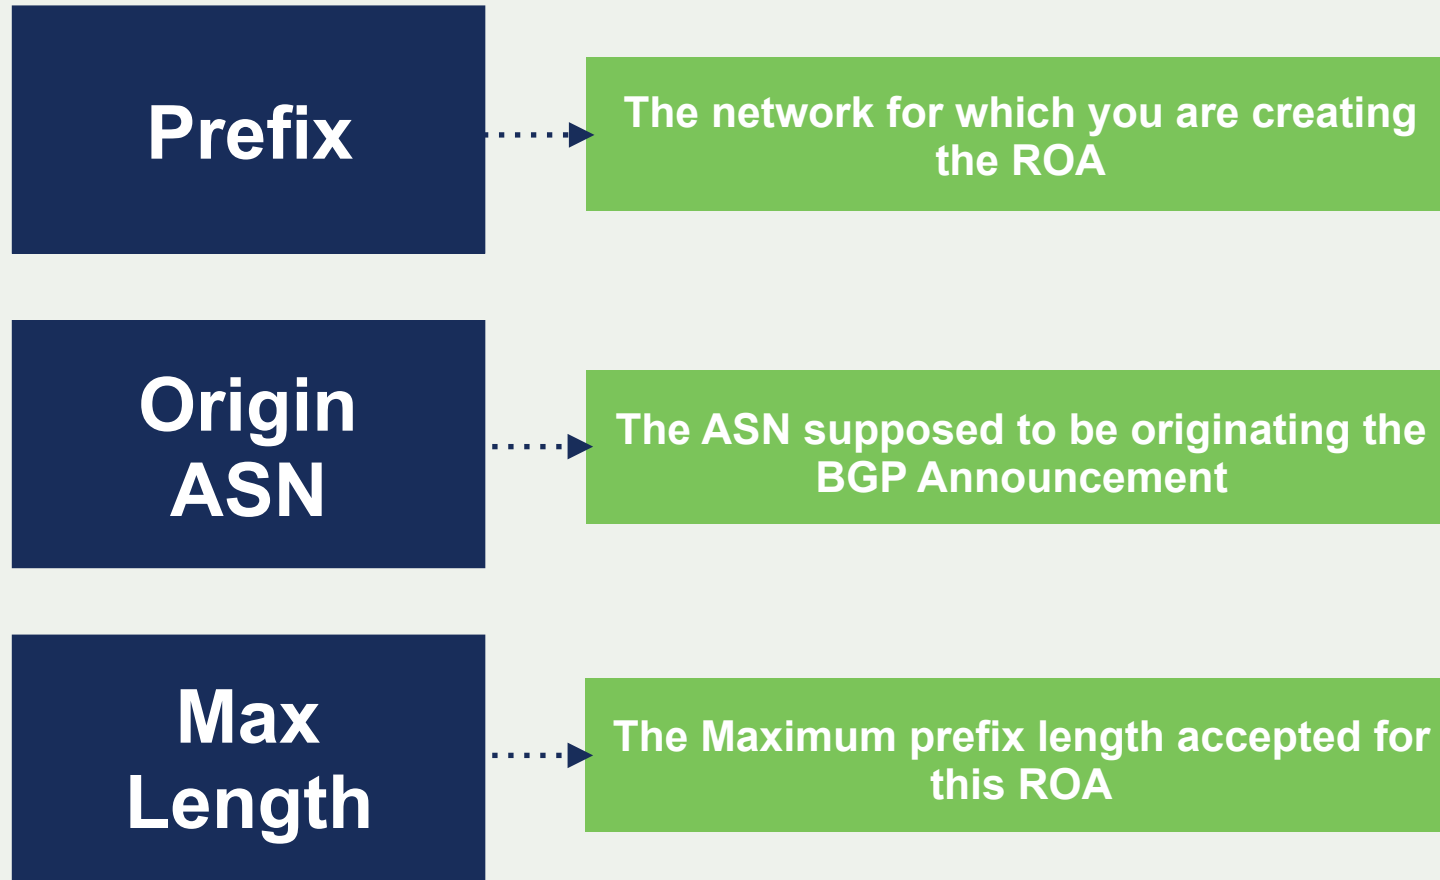 Prefix
The network for which you are creating
the ROA
Origin
ASN
The ASN supposed to be originating the
BGP Announcement
Max
Length
The Maximum prefix length accepted for
this ROA